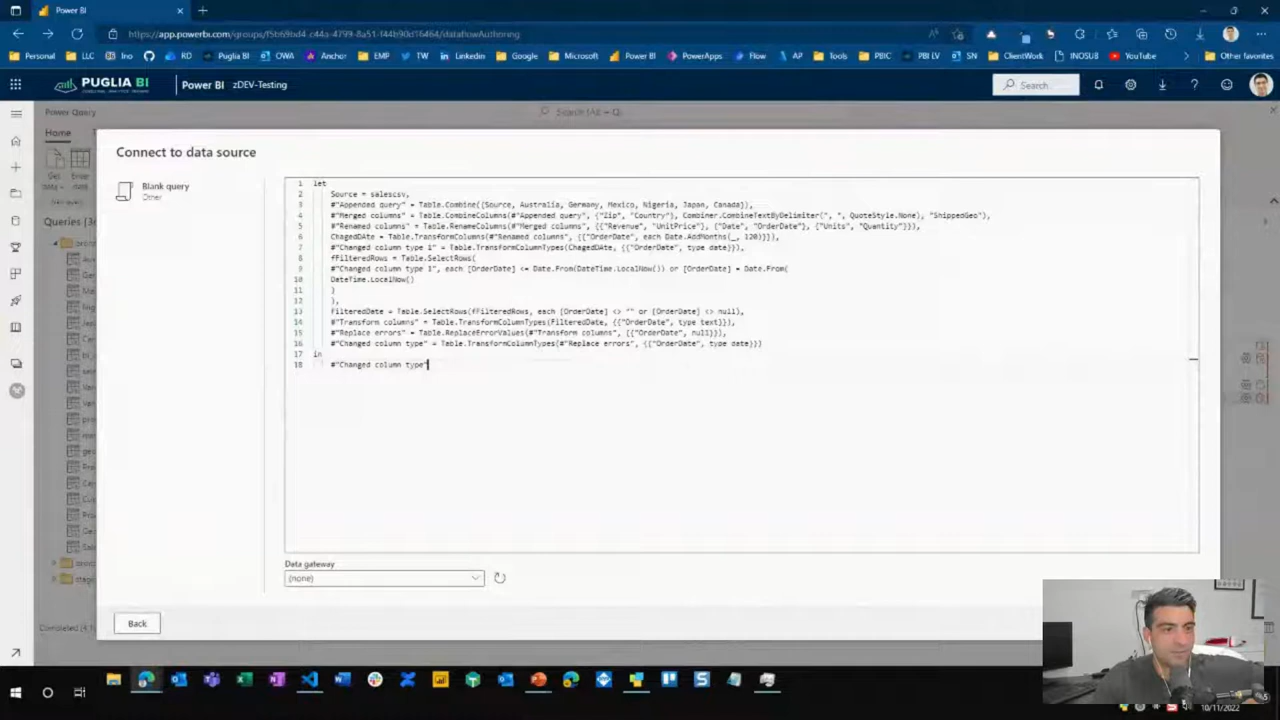 Power BI
https://app.powerbi.com/groups/f5b69bd4-c44a-4799-8a51-f44b90d16464/dataflowAuthoring
Personal LLC Ino GitHub RD Puglia BI OWA Anchor EMP TW Linkedin Google Microsoft Power BI PowerApps Flow AP Tools PBIC PBI LV SN ClientWork INOSUB YouTube Other favorites
PUGLIA BI Power BI zDEV-Testing Search
Power Query Search (Alt + Q)
Home
Connect to data source
Blank query
Other
Queries
1 let
2 Source = salescsv,
3 #"Appended query" = Table.Combine({Source, Australia, Germany, Mexico, Nigeria, Japan, Canada}),
4 #"Merged columns" = Table.CombineColumns(#"Appended query", {"Zip", "Country"}, Combiner.CombineTextByDelimiter(", ", QuoteStyle.None), "ShippedGeo"),
5 #"Renamed columns" = Table.RenameColumns(#"Merged columns", {{"Revenue", "UnitPrice"}, {"Date", "OrderDate"}, {"Units", "Quantity"}}),
6 ChagedDAte = Table.TransformColumns(#"Renamed columns", {{"OrderDate", each Date.AddMonths(_, 120)}}),
7 #"Changed column type 1" = Table.TransformColumnTypes(ChagedDAte, {{"OrderDate", type date}}),
8 fFilteredRows = Table.SelectRows(
9 #"Changed column type 1", each [OrderDate] <= Date.From(DateTime.LocalNow()) or [OrderDate] = Date.From(
10 DateTime.LocalNow()
11 )
12 ),
13 FilteredDate = Table.SelectRows(fFilteredRows, each [OrderDate] <> "" or [OrderDate] <> null),
14 #"Transform columns" = Table.TransformColumnTypes(FilteredDate, {{"OrderDate", type text}}),
15 #"Replace errors" = Table.ReplaceErrorValues(#"Transform columns", {{"OrderDate", null}}),
16 #"Changed column type" = Table.TransformColumnTypes(#"Replace errors", {{"OrderDate", type date}})
17 in
18 #"Changed column type"
Data gateway
(none)
Back
10/11/2022